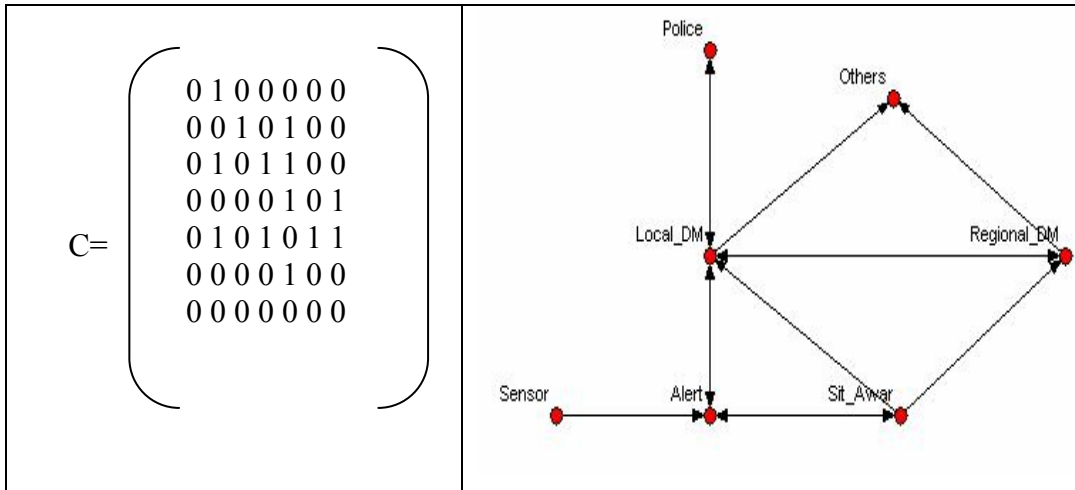 C=
0 1 0 0 0 0 0
0 0 1 0 1 0 0
0 1 0 1 1 0 0
0 0 0 0 1 0 1
0 1 0 1 0 1 1
0 0 0 0 1 0 0
0 0 0 0 0 0 0
Police
Others
Local_DM
Regional_DM
Sensor
Alert
Sit_Awar